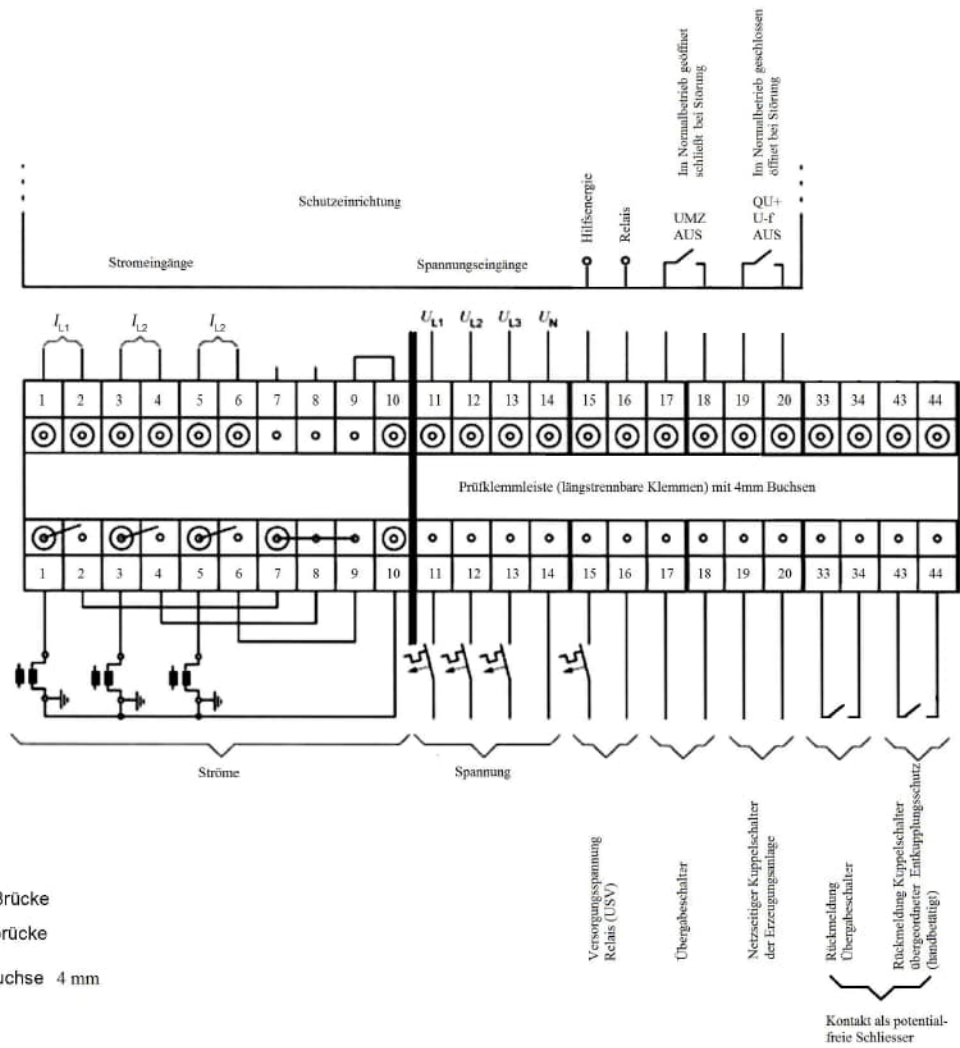 Im Normalbetrieb geöffnet
schließt bei Störung
Im Normalbetrieb geschlossen
öffnet bei Störung
Schutzeinrichtung
Hilfsenergie
Relais
UMZ
AUS
QU+
U-f
AUS
Stromeingänge
Spannungseingänge
I_L1 I_L2 I_L2 U_L1 U_L2 U_L3 U_N
1 2 3 4 5 6 7 8 9 10 11 12 13 14 15 16 17 18 19 20 33 34 43 44
Prüfklemmleiste (längstrennbare Klemmen) mit 4mm Buchsen
1 2 3 4 5 6 7 8 9 10 11 12 13 14 15 16 17 18 19 20 33 34 43 44
Ströme
Spannung
Versorgungsspannung
Relais (USV)
Übergabeschalter
Netzseitiger Kuppelschalter
der Erzeugungsanlage
Rückmeldung
Übergabeschalter
Rückmeldung Kuppelschalter
übergeordneter Entkupplungsschutz
(handbetätigt)
Kontakt als potential-
freie Schliesser
Brücke
brücke
uchse 4 mm